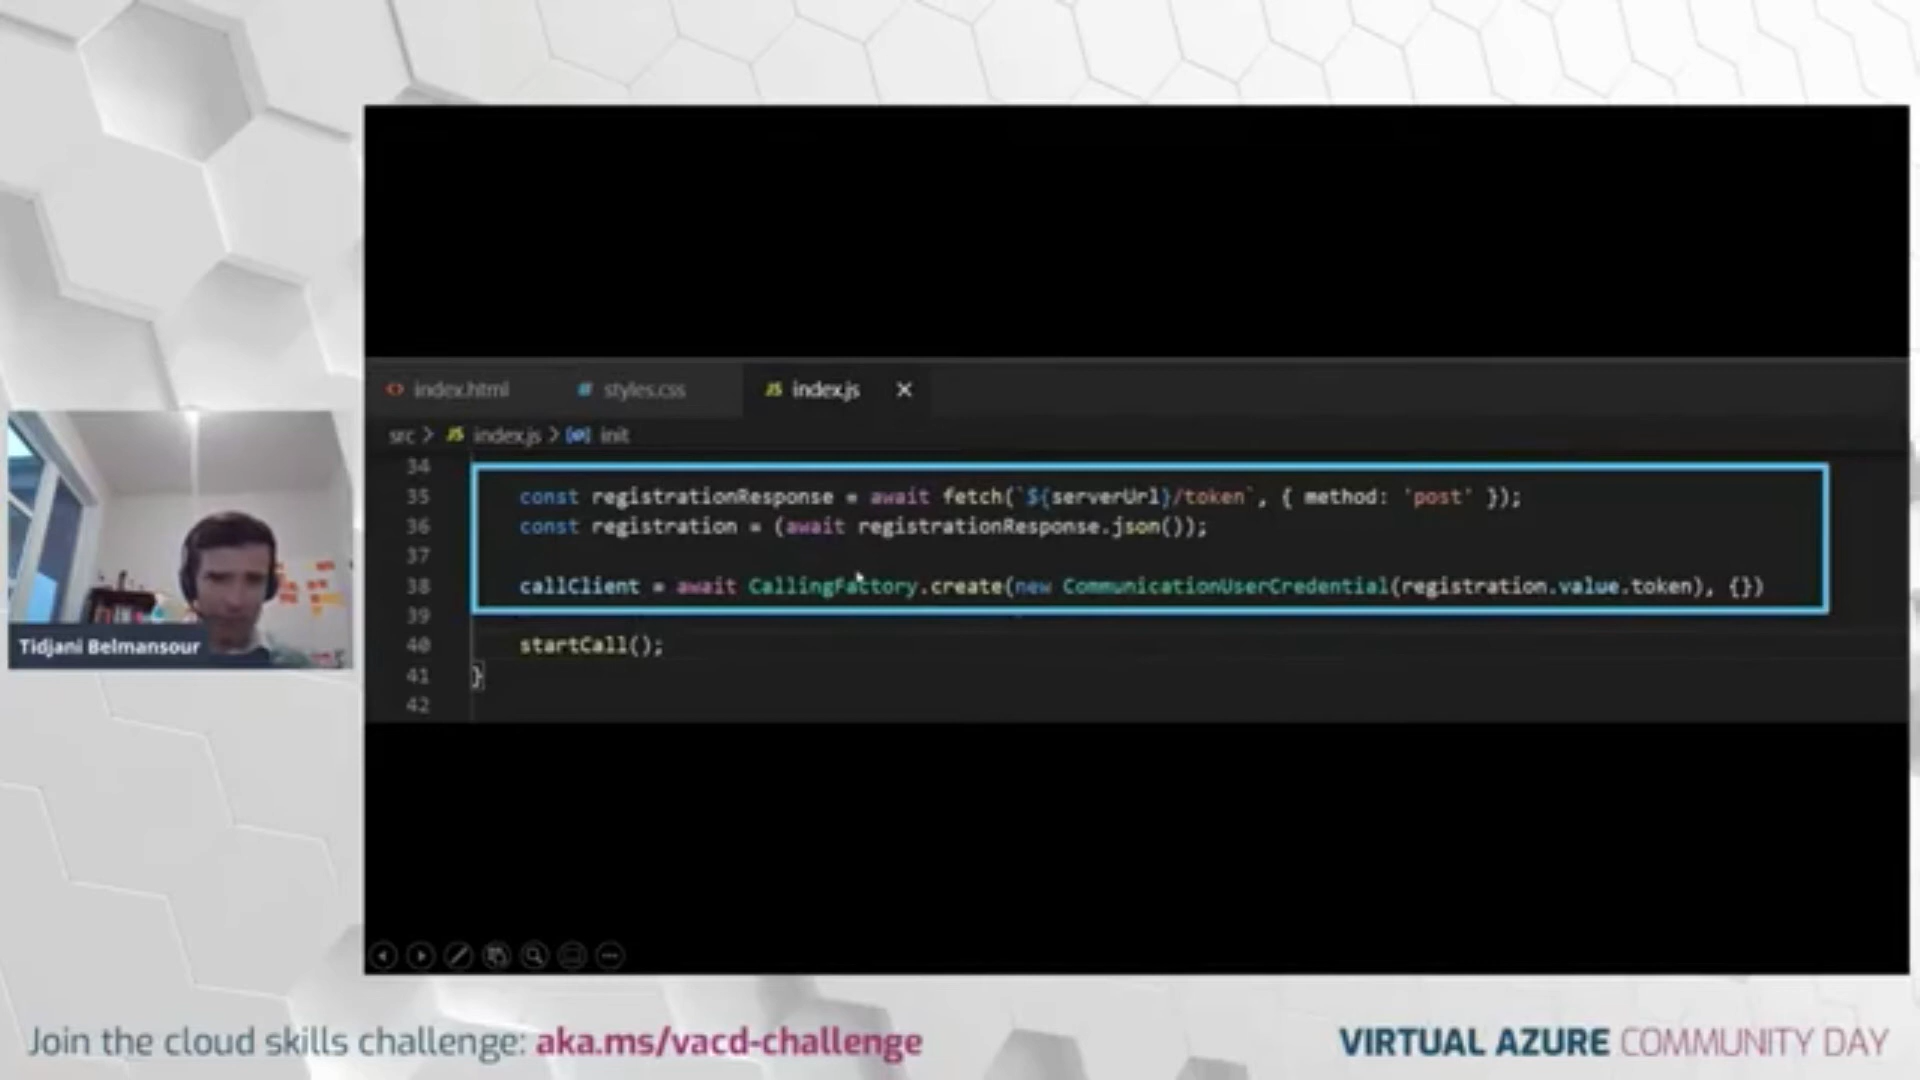 index.html
styles.css
index.js
src > index.js > init
34
35 const registrationResponse = await fetch(`${serverUrl}/token`, { method: 'post' });
36 const registration = (await registrationResponse.json());
37
38 callClient = await CallingFactory.create(new CommunicationUserCredential(registration.value.token), {})
39
40 startCall();
41 }
42
Tidjani Belmansour
Join the cloud skills challenge: aka.ms/vacd-challenge
VIRTUAL AZURE COMMUNITY DAY